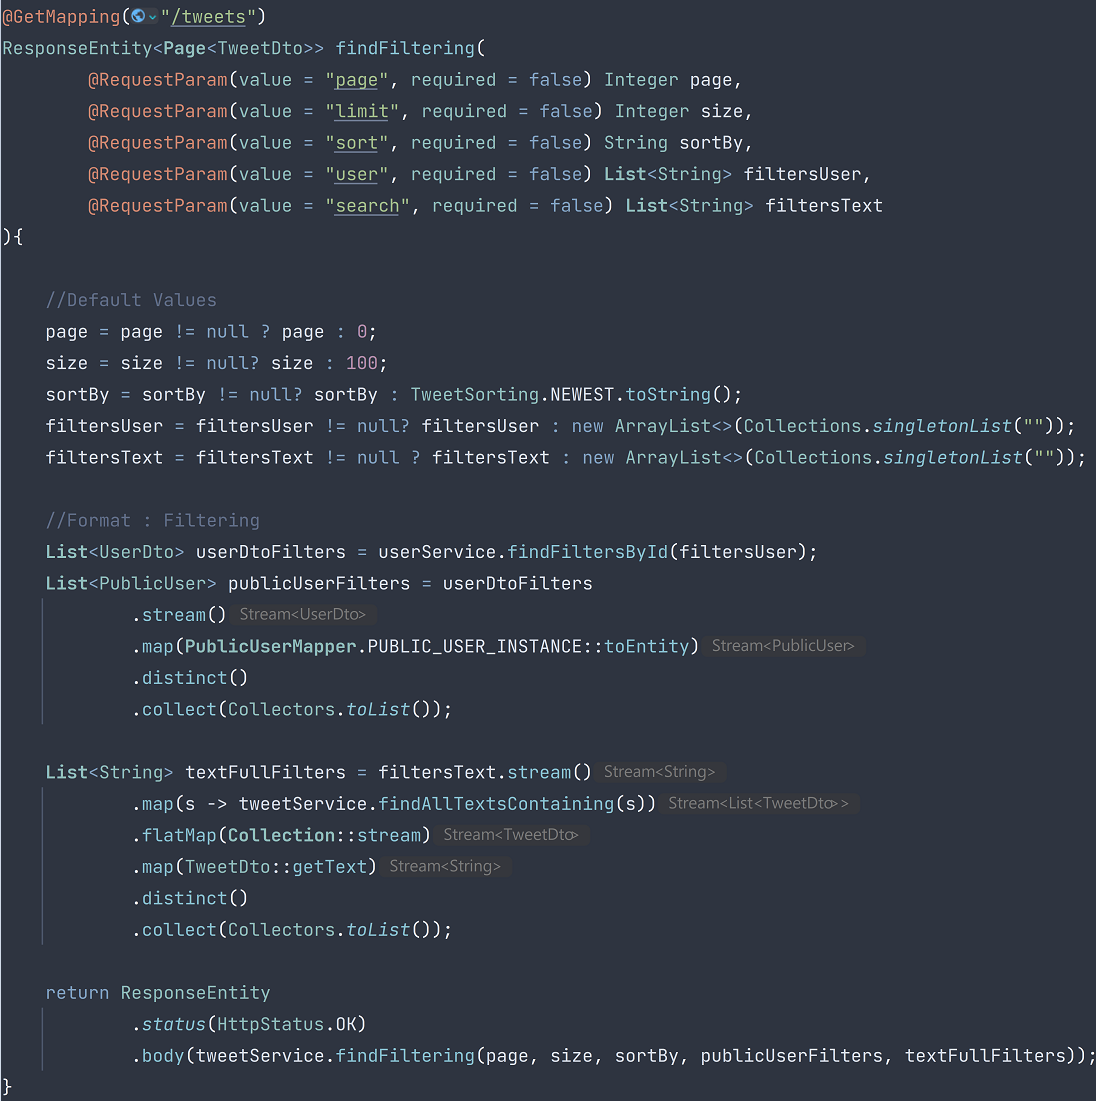 @GetMapping("/tweets")
ResponseEntity<Page<TweetDto>> findFiltering(
        @RequestParam(value = "page", required = false) Integer page,
        @RequestParam(value = "limit", required = false) Integer size,
        @RequestParam(value = "sort", required = false) String sortBy,
        @RequestParam(value = "user", required = false) List<String> filtersUser,
        @RequestParam(value = "search", required = false) List<String> filtersText
){
    //Default Values
    page = page != null ? page : 0;
    size = size != null? size : 100;
    sortBy = sortBy != null? sortBy : TweetSorting.NEWEST.toString();
    filtersUser = filtersUser != null? filtersUser : new ArrayList<>(Collections.singletonList(""));
    filtersText = filtersText != null ? filtersText : new ArrayList<>(Collections.singletonList(""));
    //Format : Filtering
    List<UserDto> userDtoFilters = userService.findFiltersById(filtersUser);
    List<PublicUser> publicUserFilters = userDtoFilters
            .stream() Stream<UserDto>
            .map(PublicUserMapper.PUBLIC_USER_INSTANCE::toEntity) Stream<PublicUser>
            .distinct()
            .collect(Collectors.toList());
    List<String> textFullFilters = filtersText.stream() Stream<String>
            .map(s -> tweetService.findAllTextsContaining(s)) Stream<List<TweetDto>>
            .flatMap(Collection::stream) Stream<TweetDto>
            .map(TweetDto::getText) Stream<String>
            .distinct()
            .collect(Collectors.toList());
    return ResponseEntity
            .status(HttpStatus.OK)
            .body(tweetService.findFiltering(page, size, sortBy, publicUserFilters, textFullFilters));
}